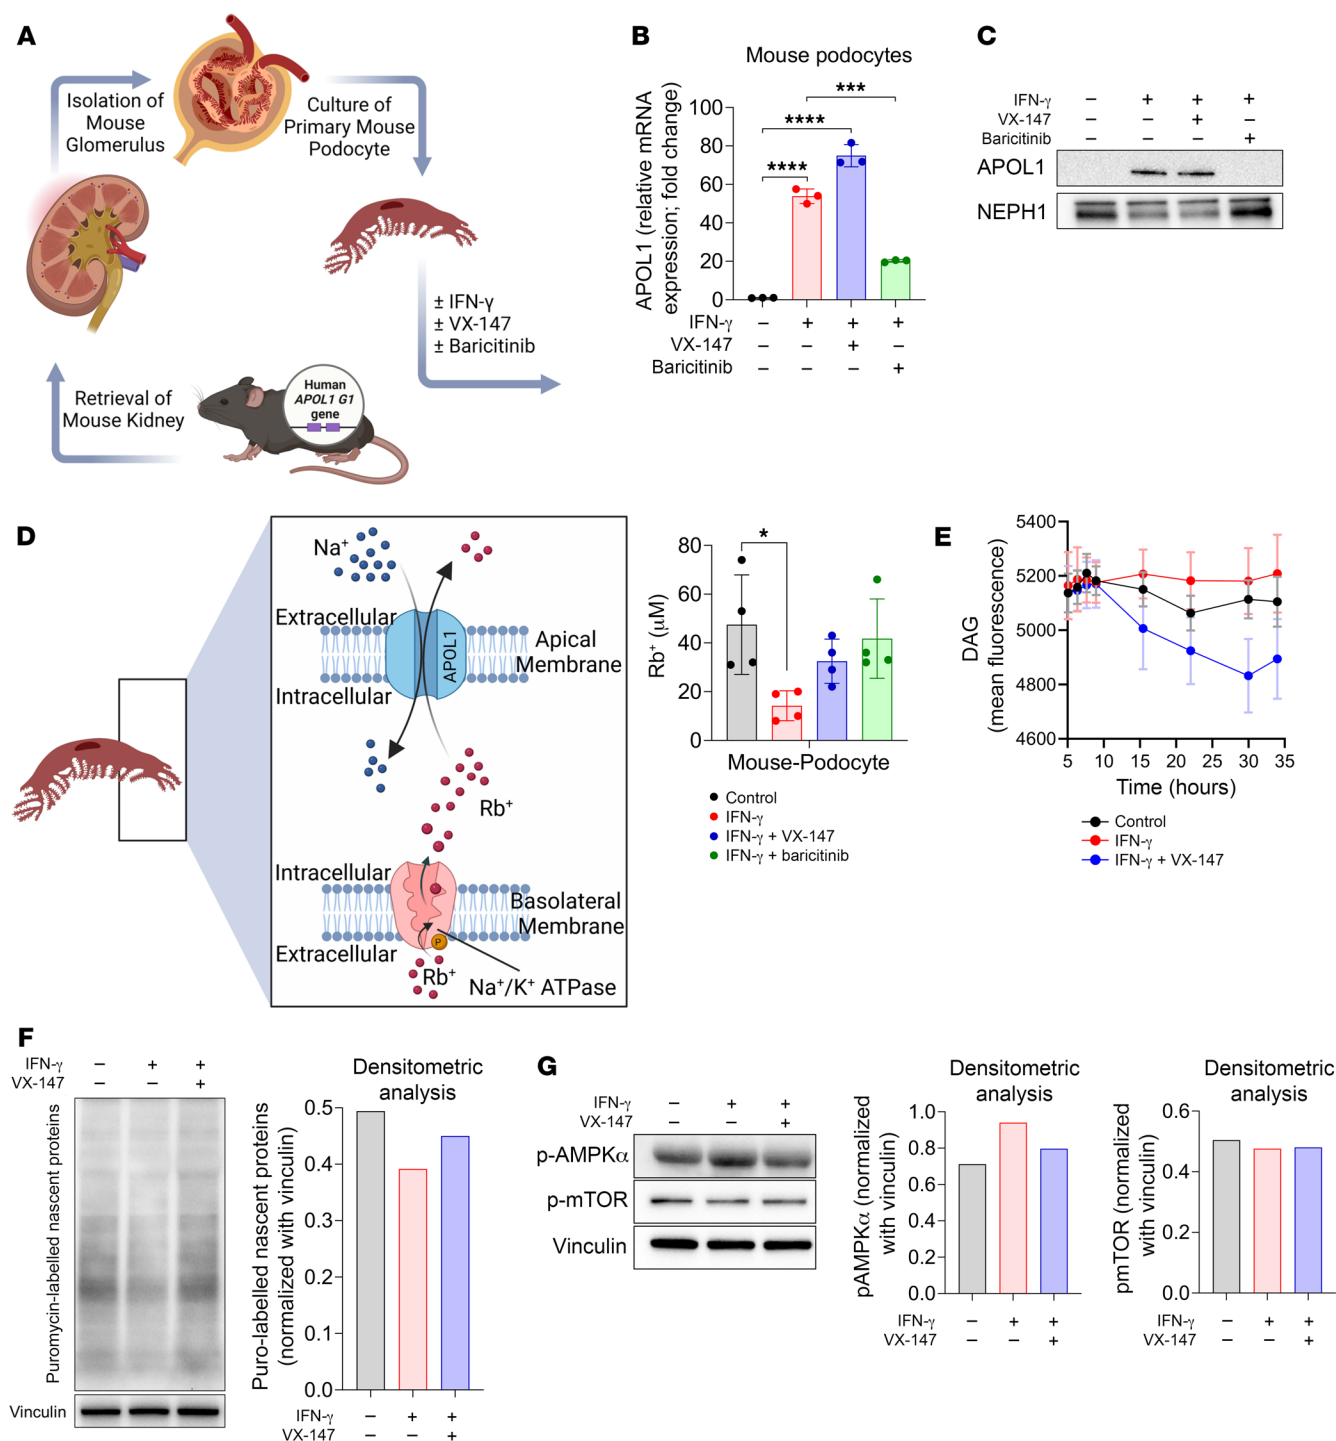 A
Isolation of
Mouse
Glomerulus
Culture of
Primary Mouse
Podocyte
± IFN-γ
± VX-147
± Baricitinib
Retrieval of
Mouse Kidney
Human
APOL1 G1
gene
B
Mouse podocytes
APOL1 (relative mRNA
expression; fold change)
100
80
60
40
20
0
****
****
***
IFN-γ − + + +
VX-147 − − + −
Baricitinib − − − +
C
IFN-γ − + + +
VX-147 − − + −
Baricitinib − − − +
APOL1
NEPH1
D
Na+
Extracellular
Intracellular
APOL1
Apical
Membrane
Rb+
Intracellular
Extracellular
Basolateral
Membrane
P
Rb+
Na+/K+ ATPase
Rb+ (μM)
80
60
40
20
0
*
Mouse-Podocyte
Control
IFN-γ
IFN-γ + VX-147
IFN-γ + baricitinib
E
DAG
(mean fluorescence)
5400
5200
5000
4800
4600
5 10 15 20 25 30 35
Time (hours)
Control
IFN-γ
IFN-γ + VX-147
F
IFN-γ − + +
VX-147 − − +
Puromycin-labelled nascent proteins
Vinculin
Densitometric
analysis
Puro-labelled nascent proteins
(normalized with vinculin)
0.5
0.4
0.3
0.2
0.1
0.0
IFN-γ − + +
VX-147 − − +
G
IFN-γ − + +
VX-147 − − +
p-AMPKα
p-mTOR
Vinculin
Densitometric
analysis
pAMPKα (normalized
with vinculin)
1.0
0.8
0.6
0.4
0.2
0.0
IFN-γ − + +
VX-147 − − +
Densitometric
analysis
pmTOR (normalized
with vinculin)
0.6
0.4
0.2
0.0
IFN-γ − + +
VX-147 − − +